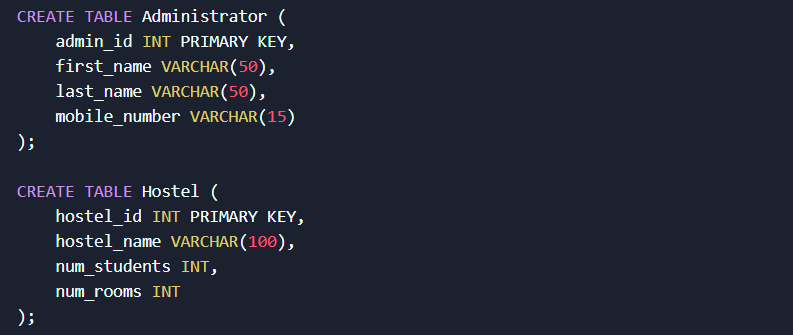 CREATE TABLE Administrator (
    admin_id INT PRIMARY KEY,
    first_name VARCHAR(50),
    last_name VARCHAR(50),
    mobile_number VARCHAR(15)
);

CREATE TABLE Hostel (
    hostel_id INT PRIMARY KEY,
    hostel_name VARCHAR(100),
    num_students INT,
    num_rooms INT
);